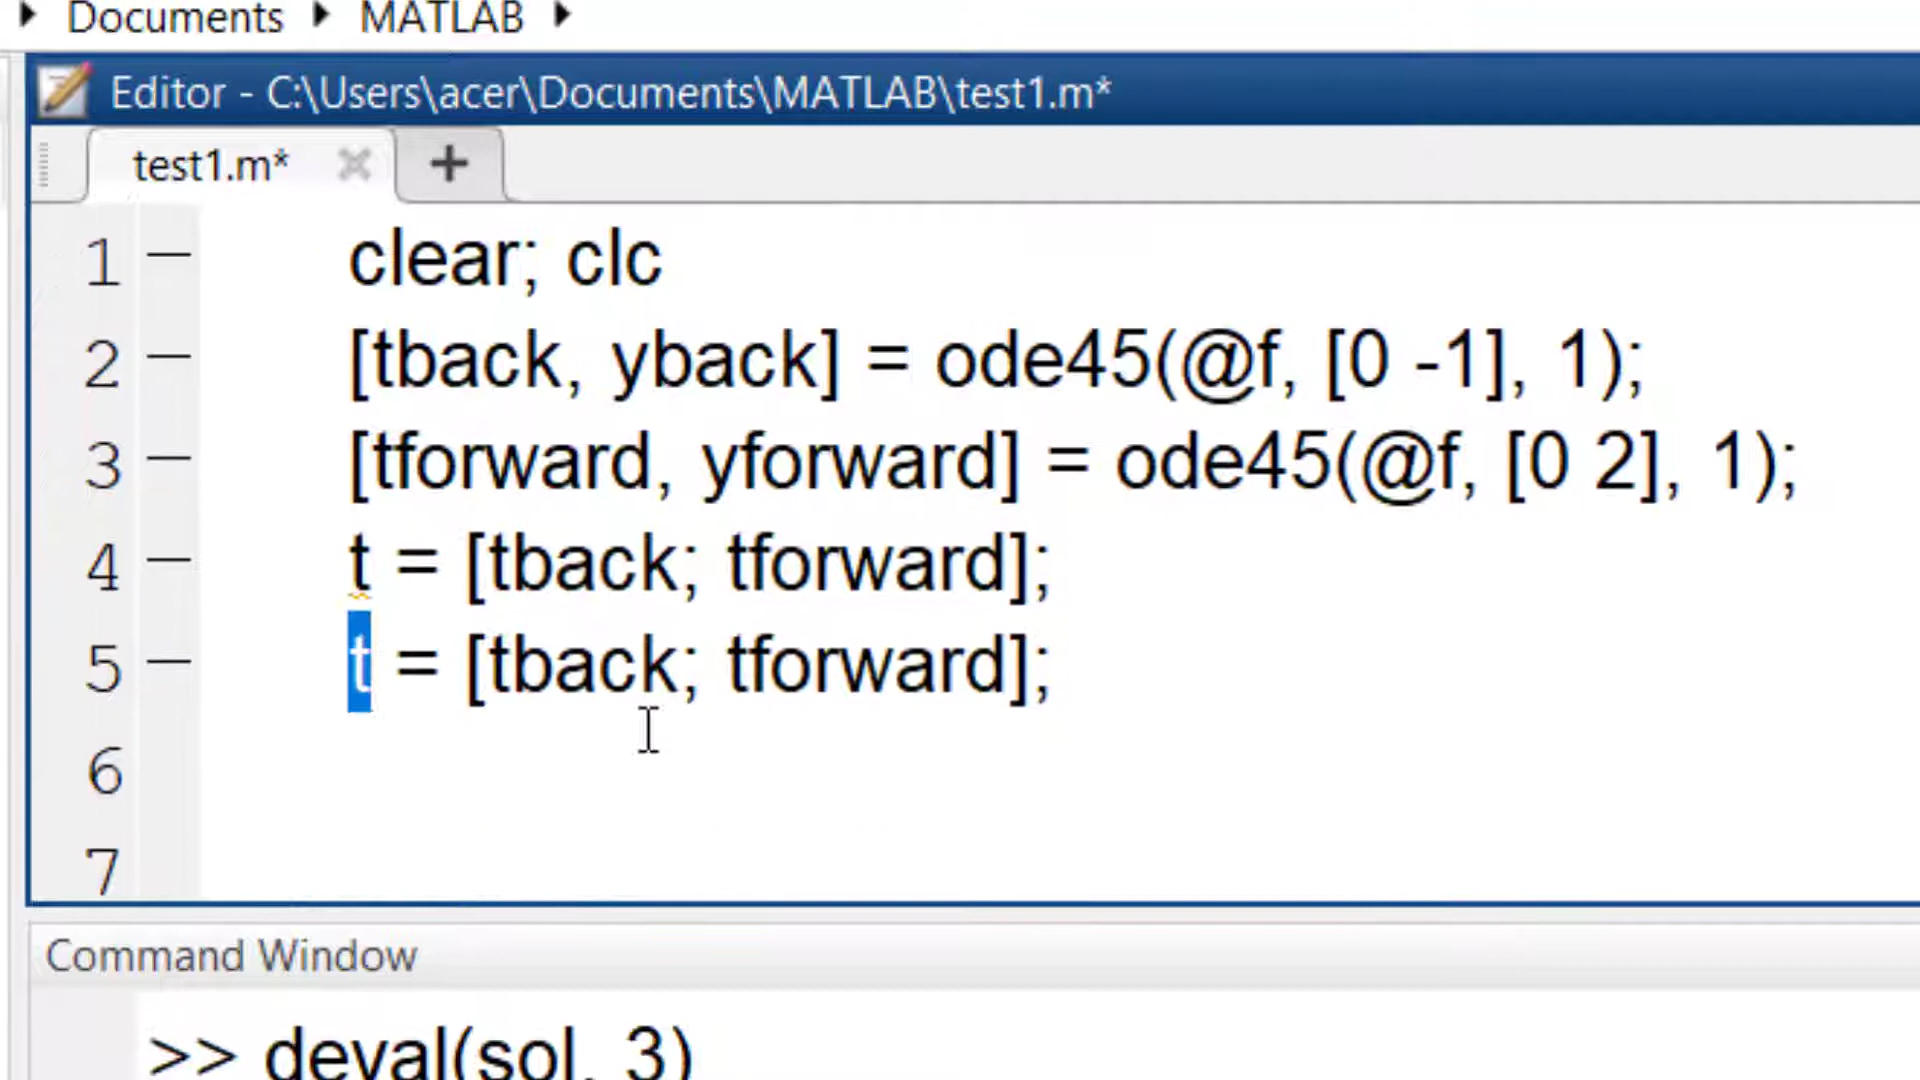 Documents MATLAB
Editor - C:\Users\acer\Documents\MATLAB\test1.m*
test1.m*
1 clear; clc
2 [tback, yback] = ode45(@f, [0 -1], 1);
3 [tforward, yforward] = ode45(@f, [0 2], 1);
4 t = [tback; tforward];
5 t = [tback; tforward];
6
7
Command Window
>> deval(sol, 3)